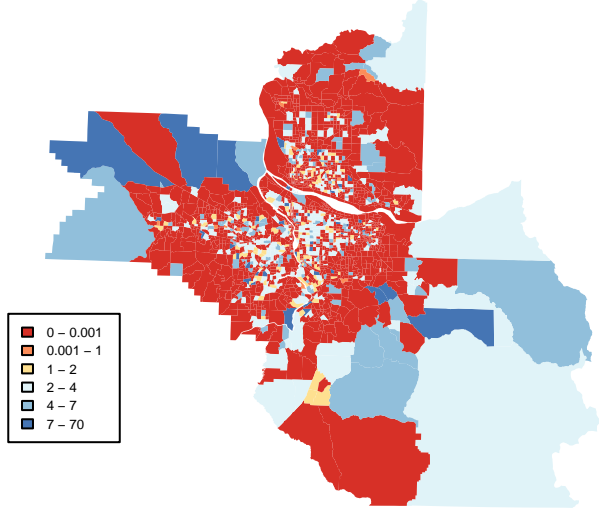 0 – 0.001
0.001 – 1
1 – 2
2 – 4
4 – 7
7 – 70